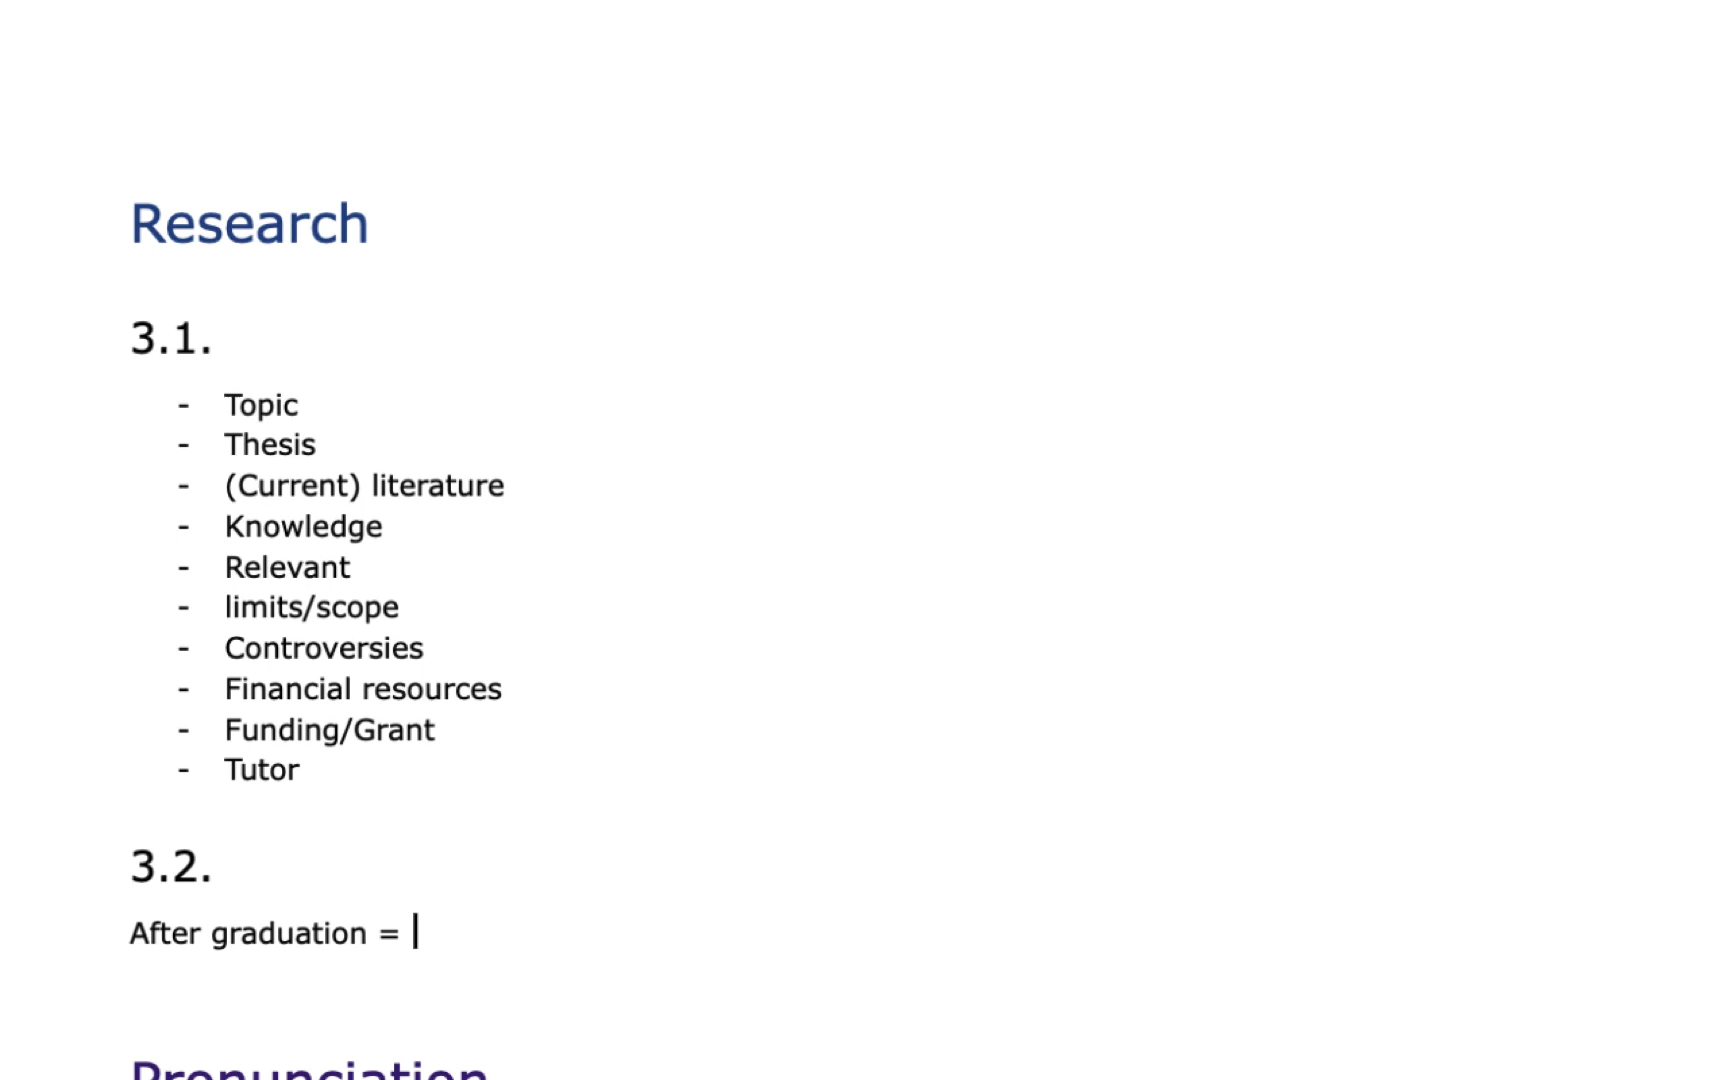 Research
3.1.
- Topic
- Thesis
- (Current) literature
- Knowledge
- Relevant
- limits/scope
- Controversies
- Financial resources
- Funding/Grant
- Tutor
3.2.
After graduation =
Pronunciation